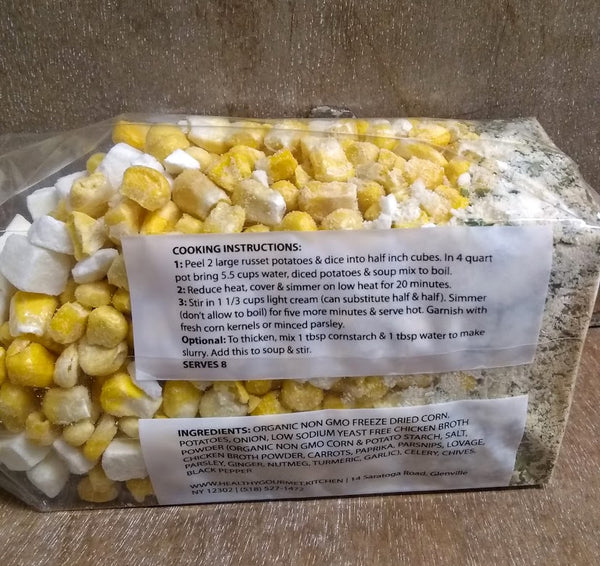 COOKING INSTRUCTIONS:
1: Peel 2 large russet potatoes & dice into half inch cubes. In 4 quart
pot bring 5.5 cups water, diced potatoes & soup mix to boil.
2: Reduce heat, cover & simmer on low heat for 20 minutes.
3: Stir in 1 1/3 cups light cream (can substitute half & half). Simmer
(don't allow to boil) for five more minutes & serve hot. Garnish with
fresh corn kernels or minced parsley.
Optional: To thicken, mix 1 tbsp cornstarch & 1 tbsp water to make
slurry. Add this to soup & stir.
SERVES 8
INGREDIENTS: ORGANIC NON GMO FREEZE DRIED CORN,
POTATOES, ONION, LOW SODIUM YEAST FREE CHICKEN BROTH
POWDER (ORGANIC NON GMO CORN & POTATO STARCH, SALT,
CHICKEN BROTH POWDER, CARROTS, PAPRIKA, PARSNIPS, LOVAGE,
PARSLEY, GINGER, NUTMEG, TURMERIC, GARLIC), CELERY, CHIVES.
BLACK PEPPER
WWW.HEALTHYGOURMET.KITCHEN | 14 Saratoga Road, Glenville
NY 12302 | (518) 527-1472